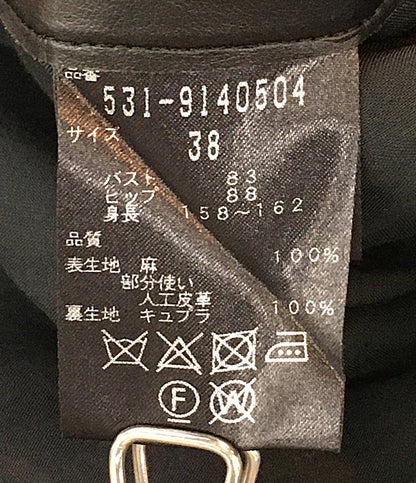 品番
531-9140504
サイズ
38
バスト 83
ヒップ 88
身長 158～162
品質
表生地 麻 100%
部分使い
人工皮革
裏生地 キュプラ 100%
F W